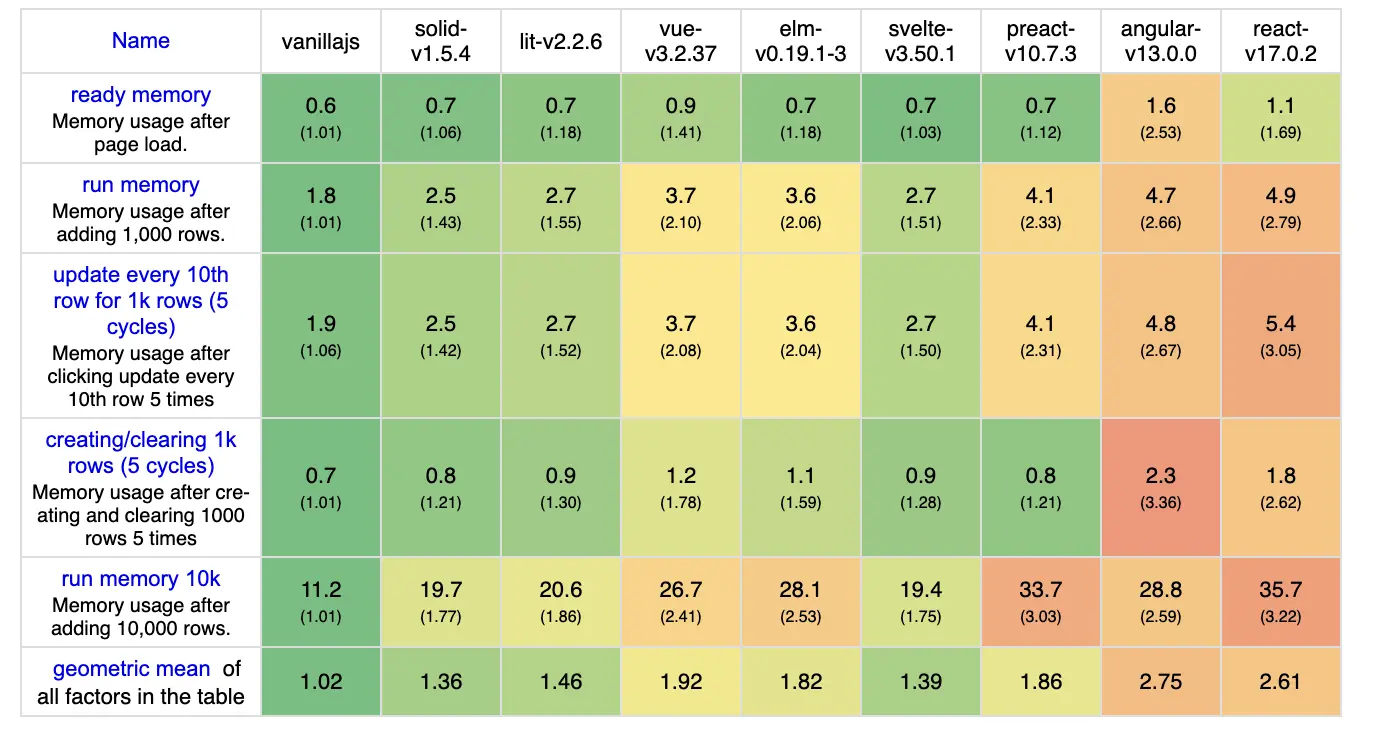 Name vanillajs solid-v1.5.4 lit-v2.2.6 vue-v3.2.37 elm-v0.19.1-3 svelte-v3.50.1 preact-v10.7.3 angular-v13.0.0 react-v17.0.2
ready memory
Memory usage after
page load.
0.6 0.7 0.7 0.9 0.7 0.7 0.7 1.6 1.1
(1.01) (1.06) (1.18) (1.41) (1.18) (1.03) (1.12) (2.53) (1.69)
run memory
Memory usage after
adding 1,000 rows.
1.8 2.5 2.7 3.7 3.6 2.7 4.1 4.7 4.9
(1.01) (1.43) (1.55) (2.10) (2.06) (1.51) (2.33) (2.66) (2.79)
update every 10th
row for 1k rows (5
cycles)
Memory usage after
clicking update every
10th row 5 times
1.9 2.5 2.7 3.7 3.6 2.7 4.1 4.8 5.4
(1.06) (1.42) (1.52) (2.08) (2.04) (1.50) (2.31) (2.67) (3.05)
creating/clearing 1k
rows (5 cycles)
Memory usage after cre-
ating and clearing 1000
rows 5 times
0.7 0.8 0.9 1.2 1.1 0.9 0.8 2.3 1.8
(1.01) (1.21) (1.30) (1.78) (1.59) (1.28) (1.21) (3.36) (2.62)
run memory 10k
Memory usage after
adding 10,000 rows.
11.2 19.7 20.6 26.7 28.1 19.4 33.7 28.8 35.7
(1.01) (1.77) (1.86) (2.41) (2.53) (1.75) (3.03) (2.59) (3.22)
geometric mean of
all factors in the table
1.02 1.36 1.46 1.92 1.82 1.39 1.86 2.75 2.61